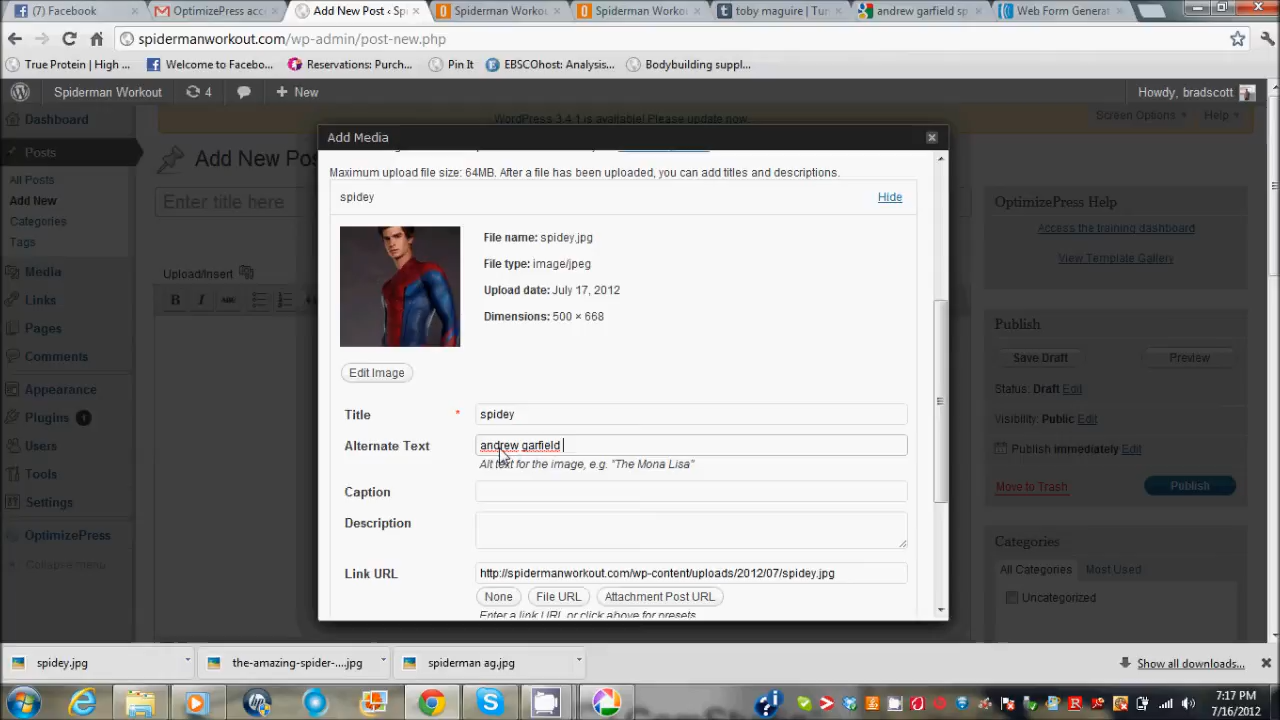 Facebook
OptimizePress acc
Add New Post ‹ Sp
Spiderman Workou
Spiderman Workou
toby maguire | Tu
andrew garfield sp
Web Form Generat
spidermanworkout.com/wp-admin/post-new.php
True Protein | High ...
Welcome to Facebo...
Reservations: Purch...
Pin It
EBSCOhost: Analysis...
Bodybuilding suppl...
Spiderman Workout
4
New
Howdy, bradscott
Dashboard
WordPress 3.4.1 is available! Please update now.
Screen Options
Help
Add Media
Posts
Add New Pos
Maximum upload file size: 64MB. After a file has been uploaded, you can add titles and descriptions.
All Posts
spidey
Hide
Add New
Enter title here
OptimizePress Help
Categories
Access the training dashboard
Tags
File name: spidey.jpg
View Template Gallery
Media
Upload/Insert
File type: image/jpeg
Links
B I ABC
Upload date: July 17, 2012
Pages
Dimensions: 500 × 668
Publish
Comments
Save Draft
Preview
Edit Image
Appearance
Status: Draft Edit
Plugins 1
Title * spidey
Visibility: Public Edit
Users
Alternate Text andrew garfield
Publish immediately Edit
Alt text for the image, e.g. "The Mona Lisa"
Tools
Move to Trash
Publish
Settings
Caption
Description
OptimizePress
Categories
Collapse menu
All Categories
Most Used
Link URL http://spidermanworkout.com/wp-content/uploads/2012/07/spidey.jpg
None
File URL
Attachment Post URL
Uncategorized
Enter a link URL or click above for presets
spidey.jpg
the-amazing-spider-....jpg
spiderman ag.jpg
Show all downloads...
7:17 PM
7/16/2012